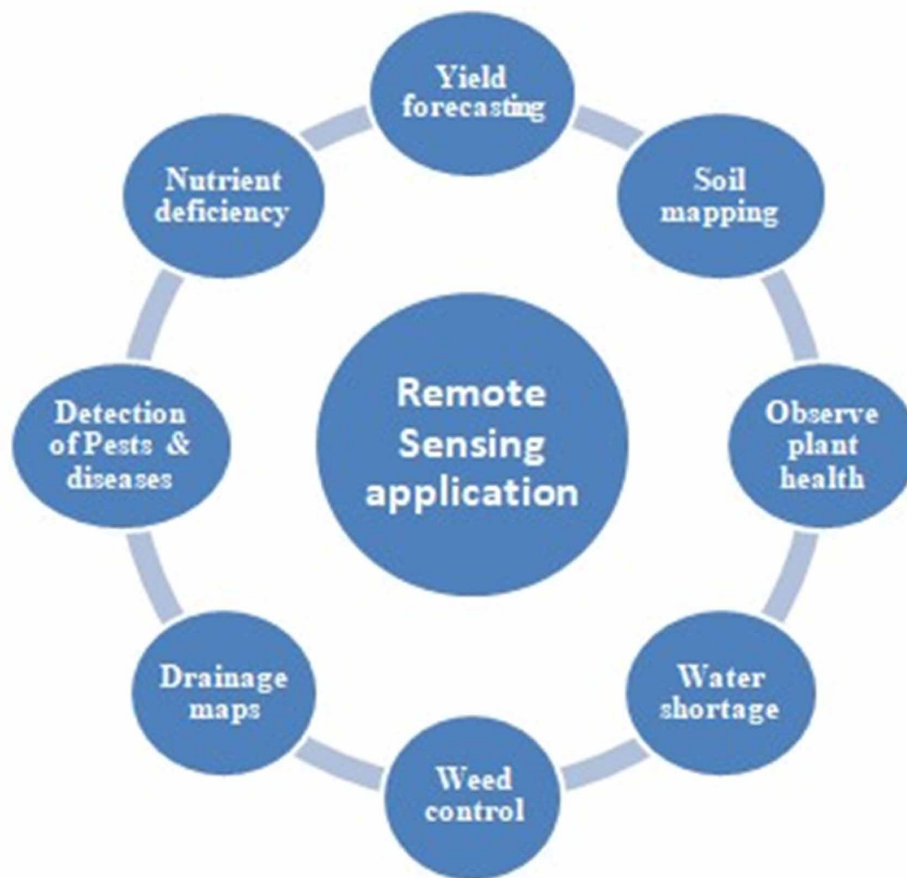 Yield
forecasting
Soil
mapping
Observe
plant
health
Water
shortage
Weed
control
Drainage
maps
Detection
of Pests &
diseases
Nutrient
deficiency
Remote
Sensing
application